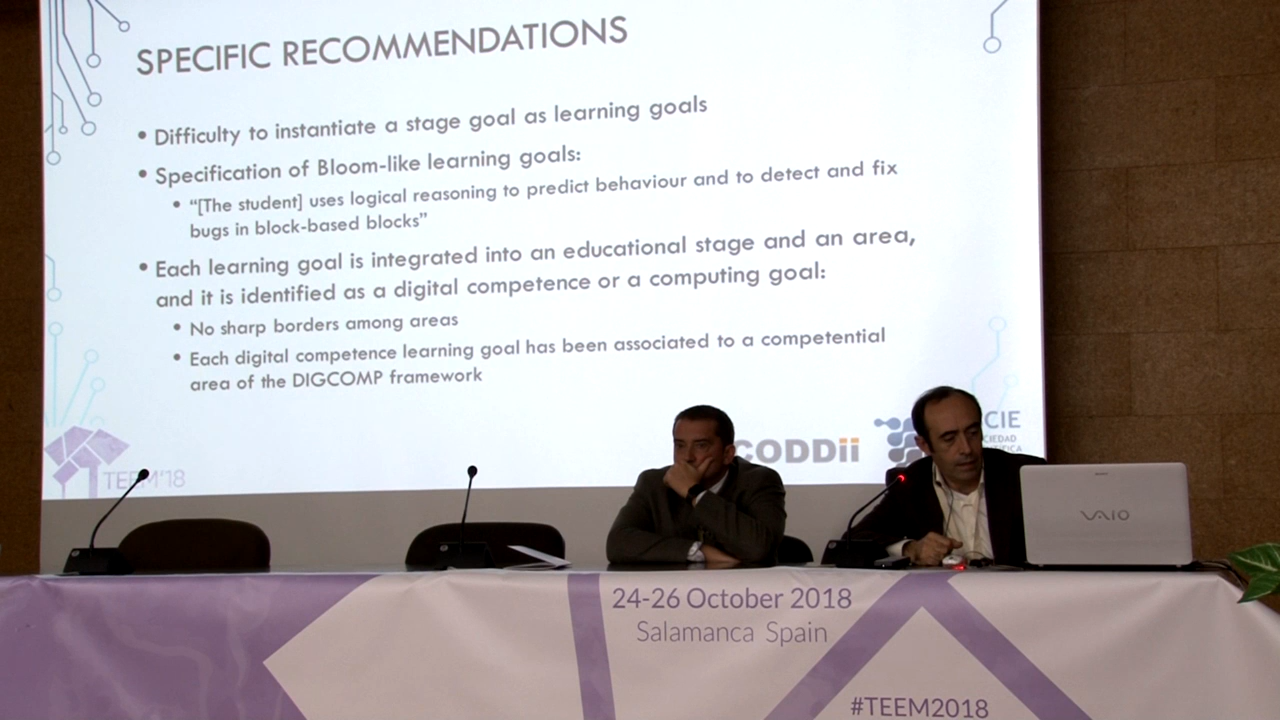 SPECIFIC RECOMMENDATIONS
• Difficulty to instantiate a stage goal as learning goals
• Specification of Bloom-like learning goals:
• “[The student] uses logical reasoning to predict behaviour and to detect and fix
bugs in block-based blocks”
• Each learning goal is integrated into an educational stage and an area,
and it is identified as a digital competence or a computing goal:
• No sharp borders among areas
• Each digital competence learning goal has been associated to a competential
area of the DIGCOMP framework
TEEM'18
CODDii
CIE
VAIO
24-26 October 2018
Salamanca Spain
#TEEM2018